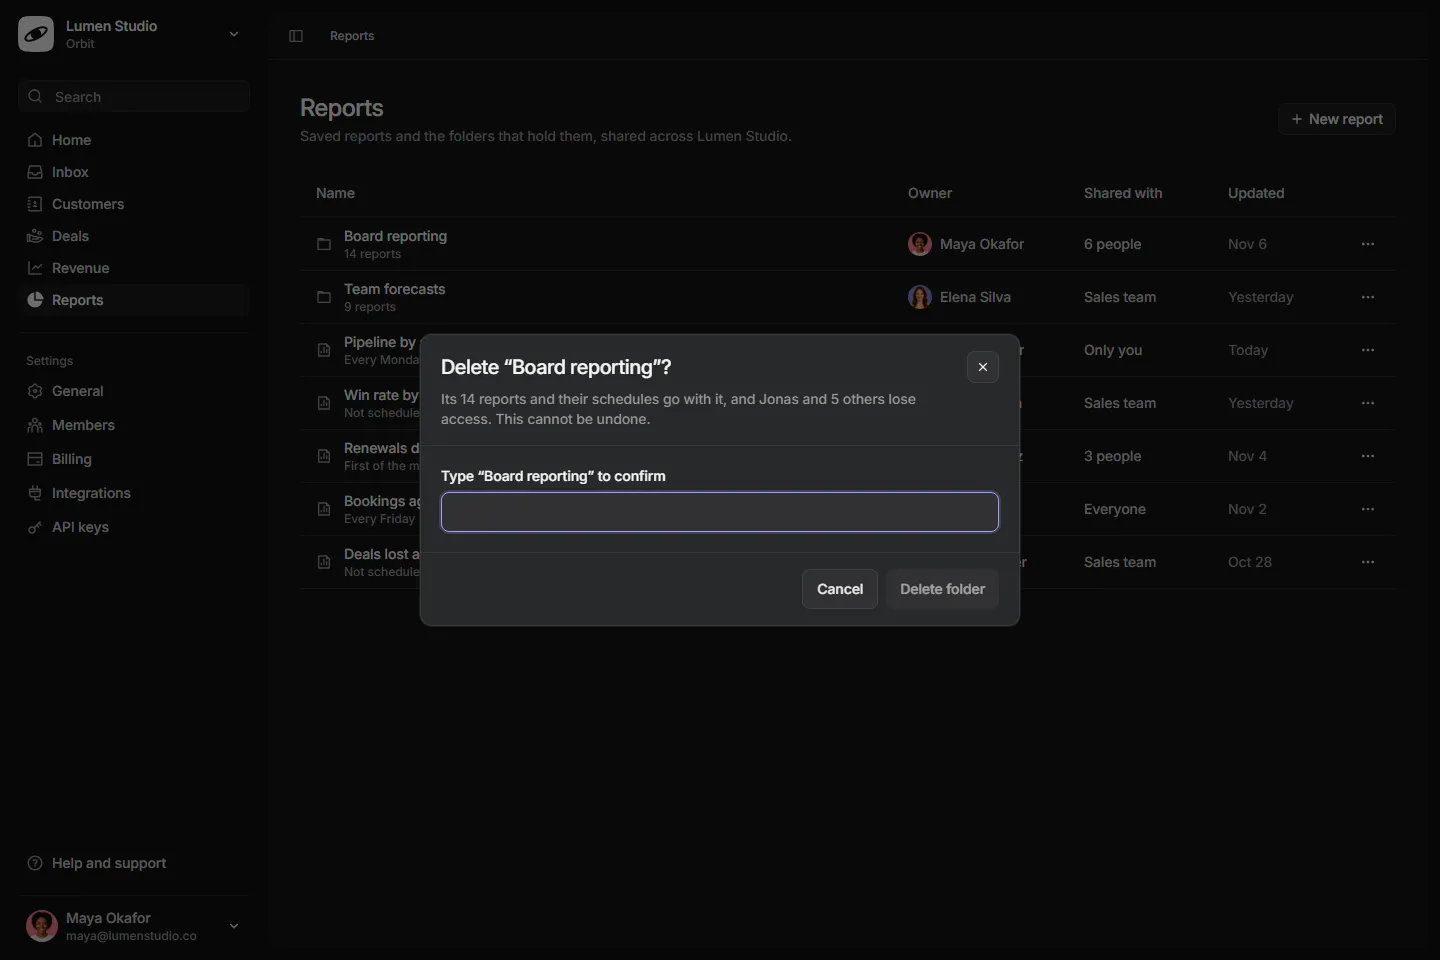 Lumen Studio
Orbit
Search
Home
Inbox
Customers
Deals
Revenue
Reports
Settings
General
Members
Billing
Integrations
API keys
Help and support
Maya Okafor
maya@lumenstudio.co
Reports
Reports
Saved reports and the folders that hold them, shared across Lumen Studio.
New report
Name Owner Shared with Updated
Board reporting
14 reports
Maya Okafor 6 people Nov 6
Team forecasts
9 reports
Elena Silva Sales team Yesterday
Pipeline by
Every Monda
Only you Today
Win rate by
Not schedule
Sales team Yesterday
Renewals d
First of the m
3 people Nov 4
Bookings ag
Every Friday
Everyone Nov 2
Deals lost a
Not schedule
Sales team Oct 28
Delete “Board reporting”?
Its 14 reports and their schedules go with it, and Jonas and 5 others lose
access. This cannot be undone.
Type “Board reporting” to confirm
Cancel
Delete folder